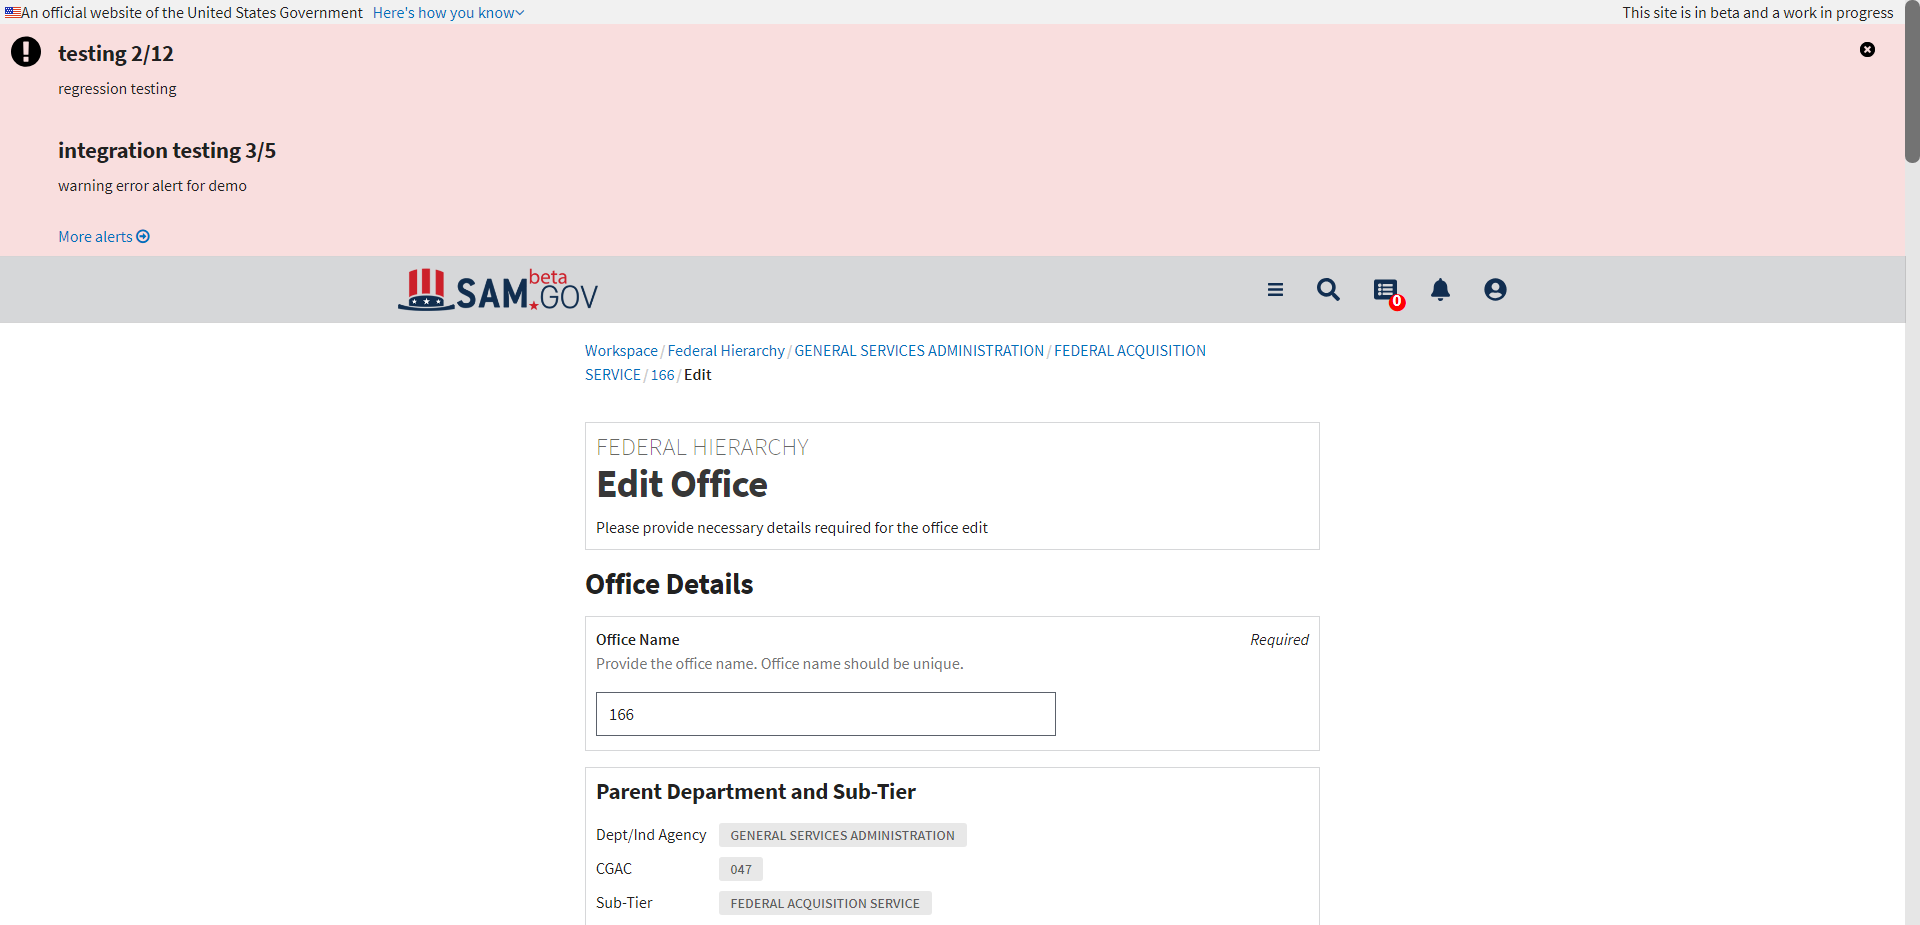 An official website of the United States Government Here's how you know
This site is in beta and a work in progress
testing 2/12
regression testing
integration testing 3/5
warning error alert for demo
More alerts
SAM.GOV beta
0
Workspace / Federal Hierarchy / GENERAL SERVICES ADMINISTRATION / FEDERAL ACQUISITION
SERVICE / 166 / Edit
FEDERAL HIERARCHY
Edit Office
Please provide necessary details required for the office edit
Office Details
Office Name Required
Provide the office name. Office name should be unique.
166
Parent Department and Sub-Tier
Dept/Ind Agency GENERAL SERVICES ADMINISTRATION
CGAC 047
Sub-Tier FEDERAL ACQUISITION SERVICE